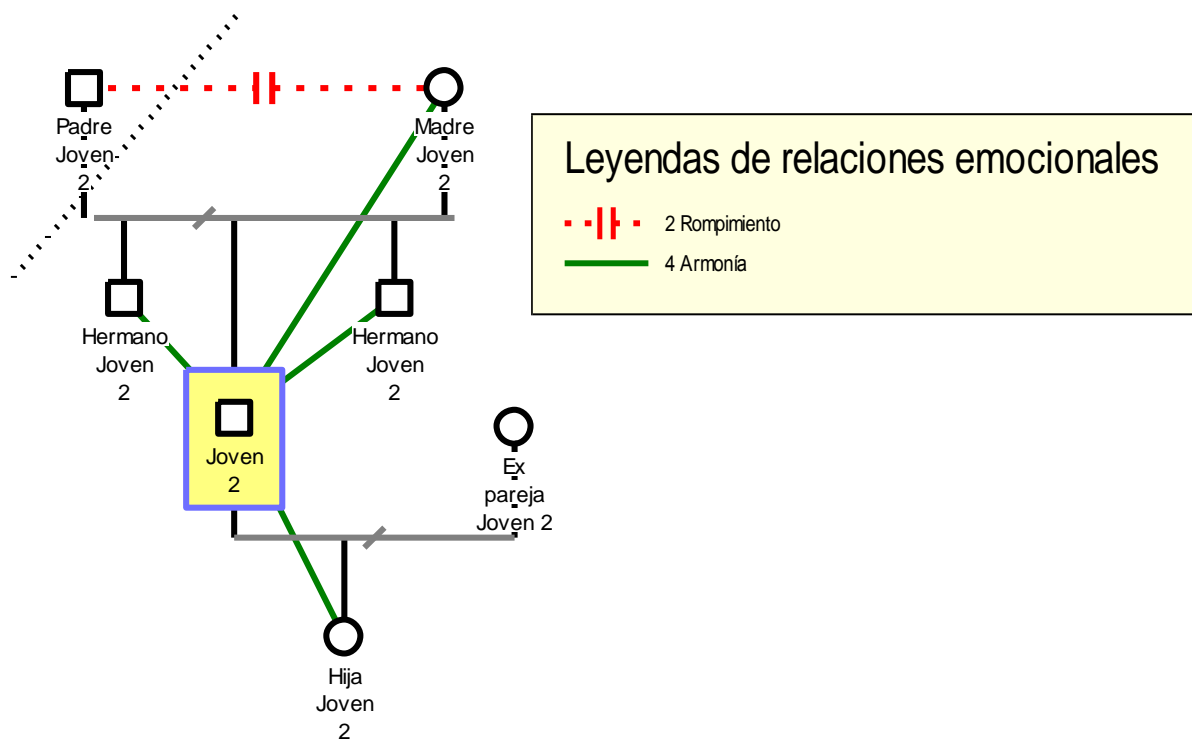 Padre
Joven
2
Madre
Joven
2
Leyendas de relaciones emocionales
2 Rompimiento
4 Armonía
Hermano
Joven
2
Hermano
Joven
2
Joven
2
Ex
pareja
Joven 2
Hija
Joven
2